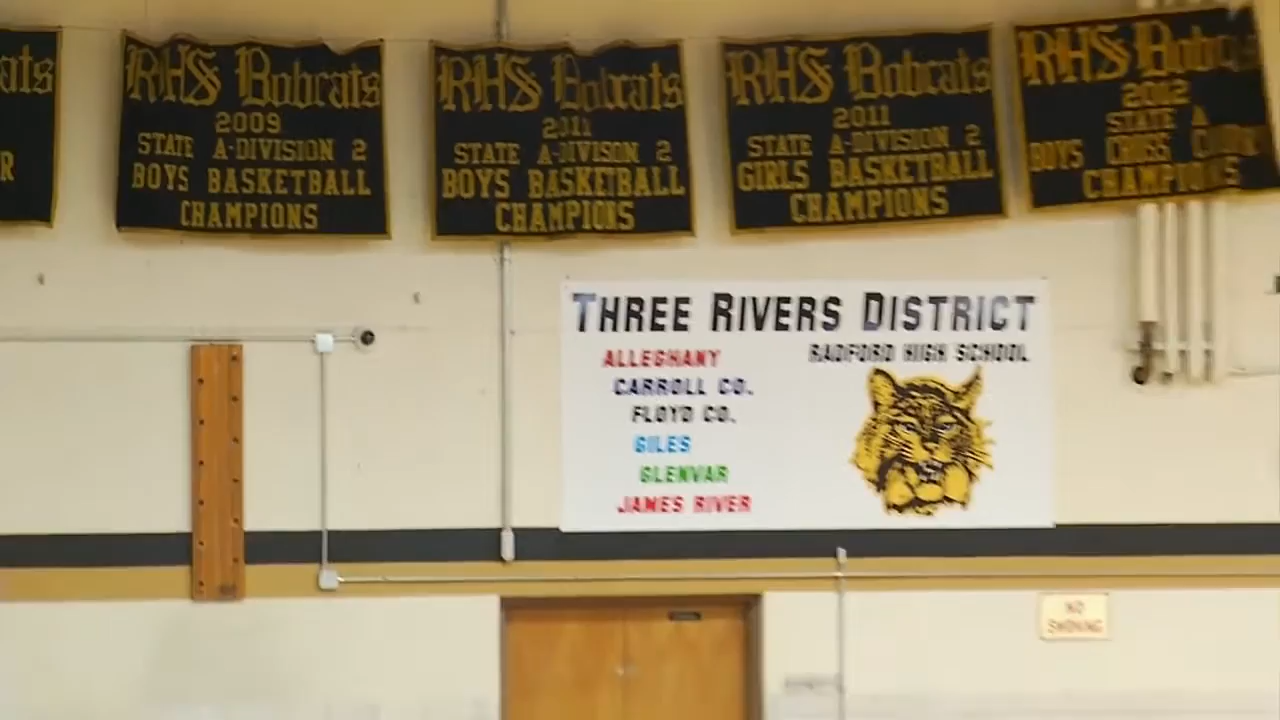 ats
R
RHS Bobcats
2009
STATE A-DIVISION 2
BOYS BASKETBALL
CHAMPIONS
RHS Bobcats
2011
STATE A-DIVISON 2
BOYS BASKETBALL
CHAMPIONS
RHS Bobcats
2011
STATE A-DIVISION 2
GIRLS BASKETBALL
CHAMPIONS
RHS Bobcats
2012
STATE A
BOYS CROSS COUNTR
CHAMPIONS
THREE RIVERS DISTRICT
RADFORD HIGH SCHOOL
ALLEGHANY
CARROLL CO.
FLOYD CO.
GILES
GLENVAR
JAMES RIVER
NO
SMOKING